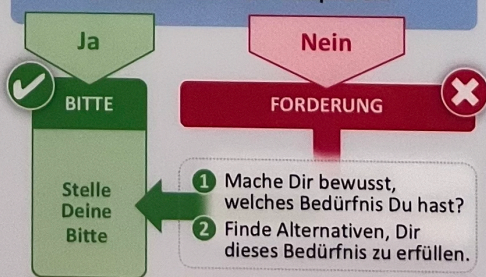 Ja
Nein
BITTE
FORDERUNG
Stelle
Deine
Bitte
1 Mache Dir bewusst,
welches Bedürfnis Du hast?
2 Finde Alternativen, Dir
dieses Bedürfnis zu erfüllen.